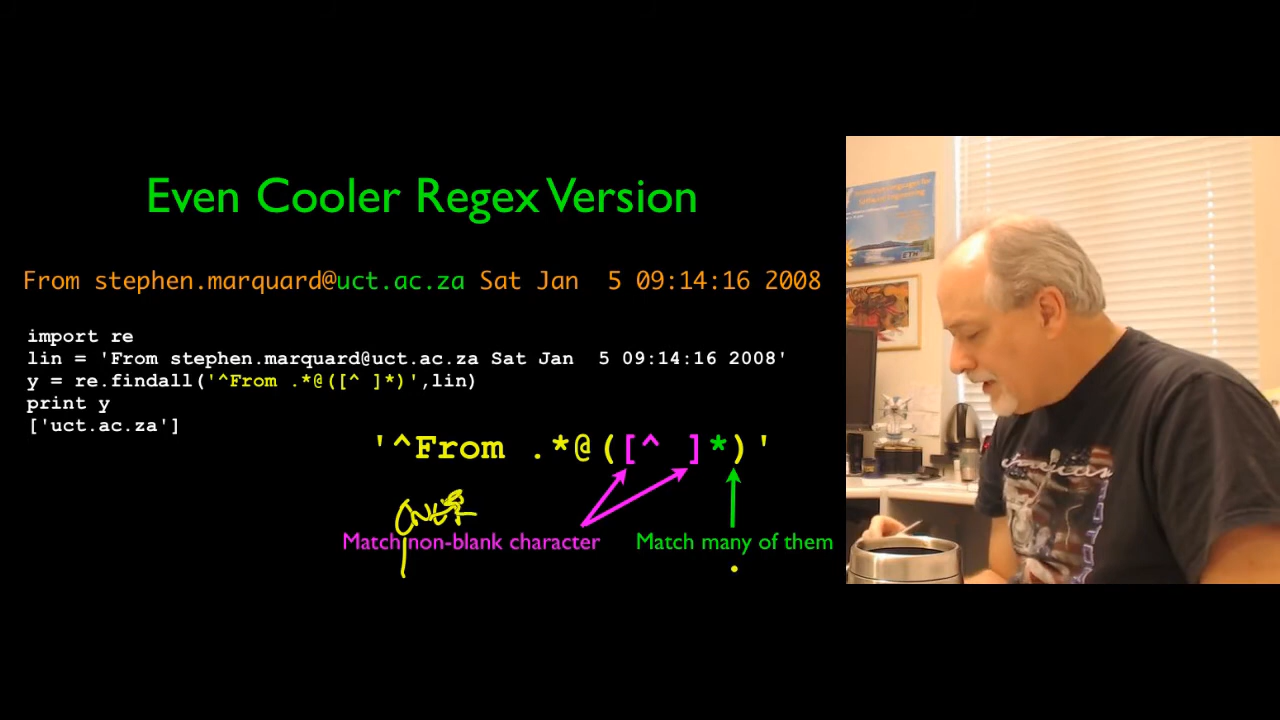 Even Cooler Regex Version
From stephen.marquard@uct.ac.za Sat Jan  5 09:14:16 2008
import re
lin = 'From stephen.marquard@uct.ac.za Sat Jan  5 09:14:16 2008'
y = re.findall('^From .*@([^ ]*)',lin)
print y
['uct.ac.za']
'^From .*@([^ ]*)'
Match non-blank character
Match many of them
ETH